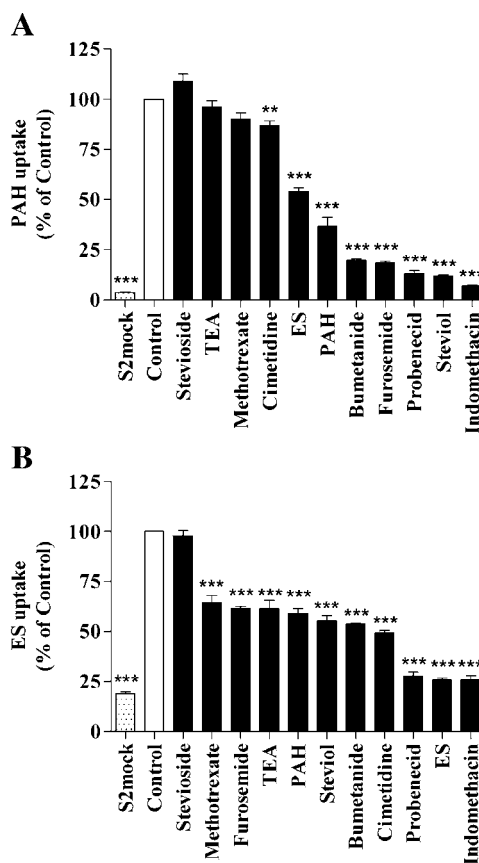 A
PAH uptake
(% of Control)
125
100
75
50
25
0
***
**
***
***
***
***
***
***
***
S2mock
Control
Stevioside
TEA
Methotrexate
Cimetidine
ES
PAH
Bumetanide
Furosemide
Probenecid
Steviol
Indomethacin
B
ES uptake
(% of Control)
125
100
75
50
25
0
***
***
***
***
***
***
***
***
***
***
***
S2mock
Control
Stevioside
Methotrexate
Furosemide
TEA
PAH
Steviol
Bumetanide
Cimetidine
Probenecid
ES
Indomethacin